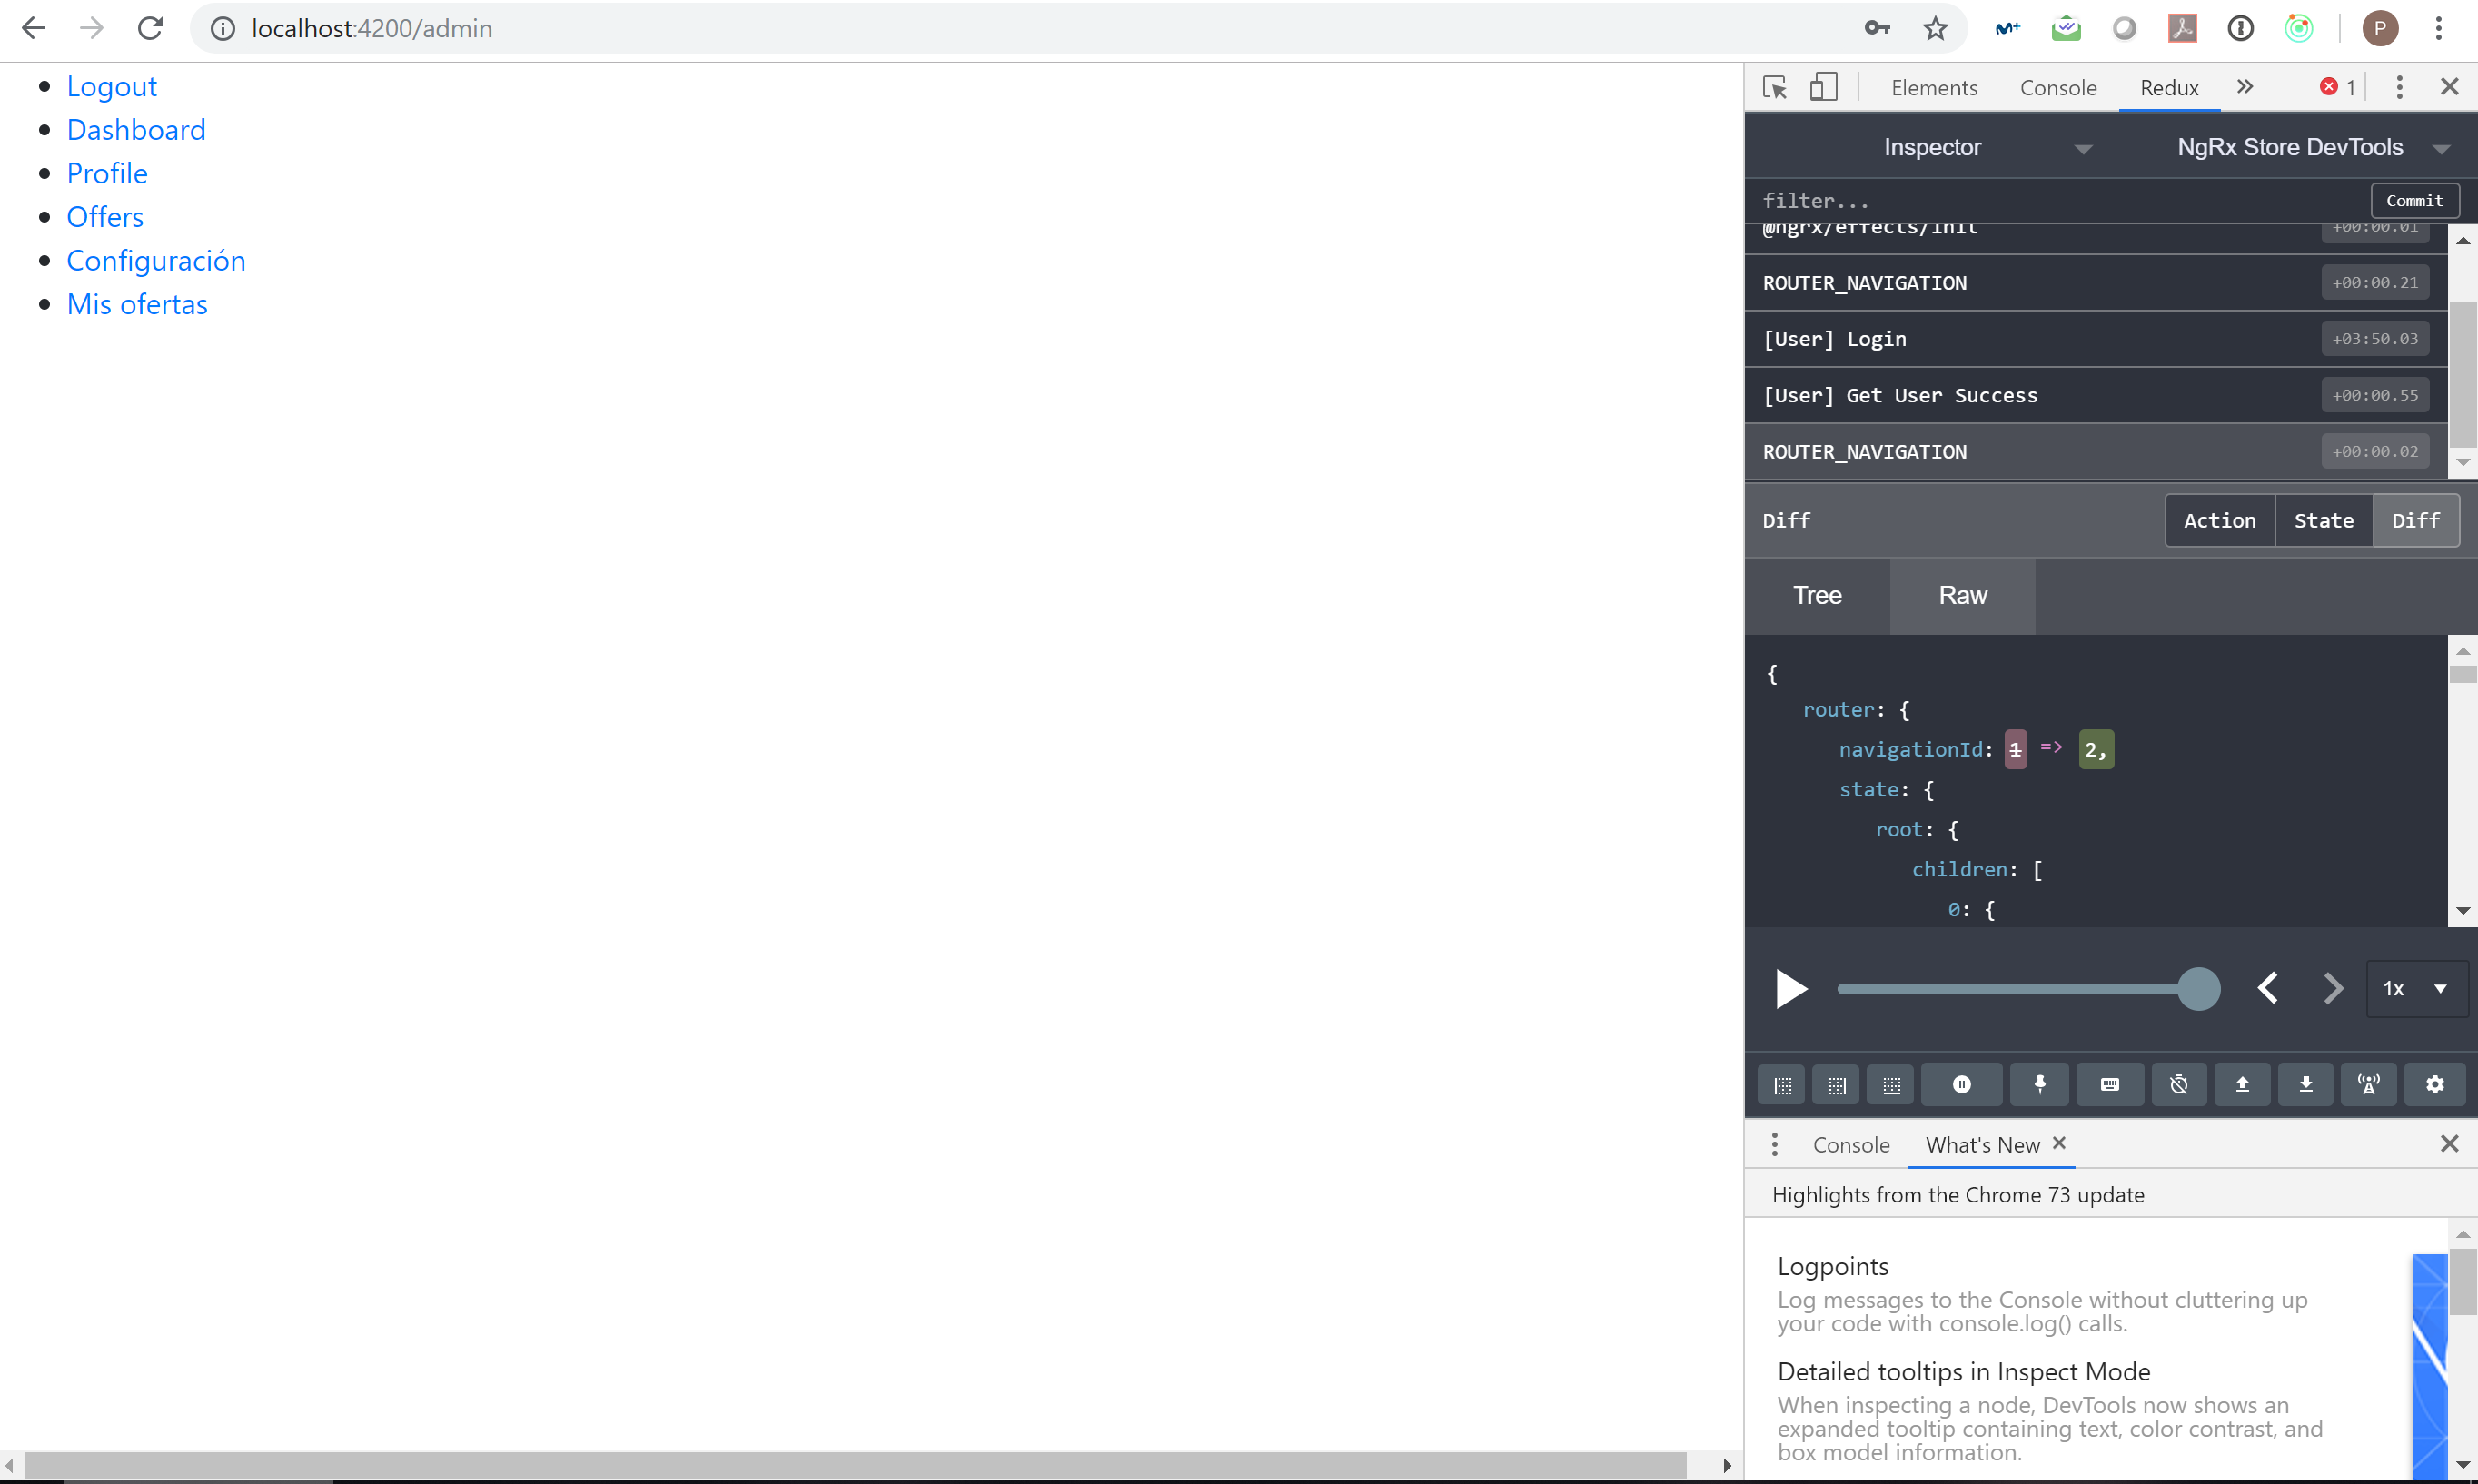 localhost:4200/admin
P
Logout
Dashboard
Profile
Offers
Configuración
Mis ofertas
Elements Console Redux » 1
Inspector NgRx Store DevTools
filter... Commit
@ngrx/effects/init +00:00.01
ROUTER_NAVIGATION +00:00.21
[User] Login +03:50.03
[User] Get User Success +00:00.55
ROUTER_NAVIGATION +00:00.02
Diff Action State Diff
Tree Raw
{
router: {
navigationId: 1 => 2,
state: {
root: {
children: [
0: {
1x
Console What's New
Highlights from the Chrome 73 update
Logpoints
Log messages to the Console without cluttering up
your code with console.log() calls.
Detailed tooltips in Inspect Mode
When inspecting a node, DevTools now shows an
expanded tooltip containing text, color contrast, and
box model information.